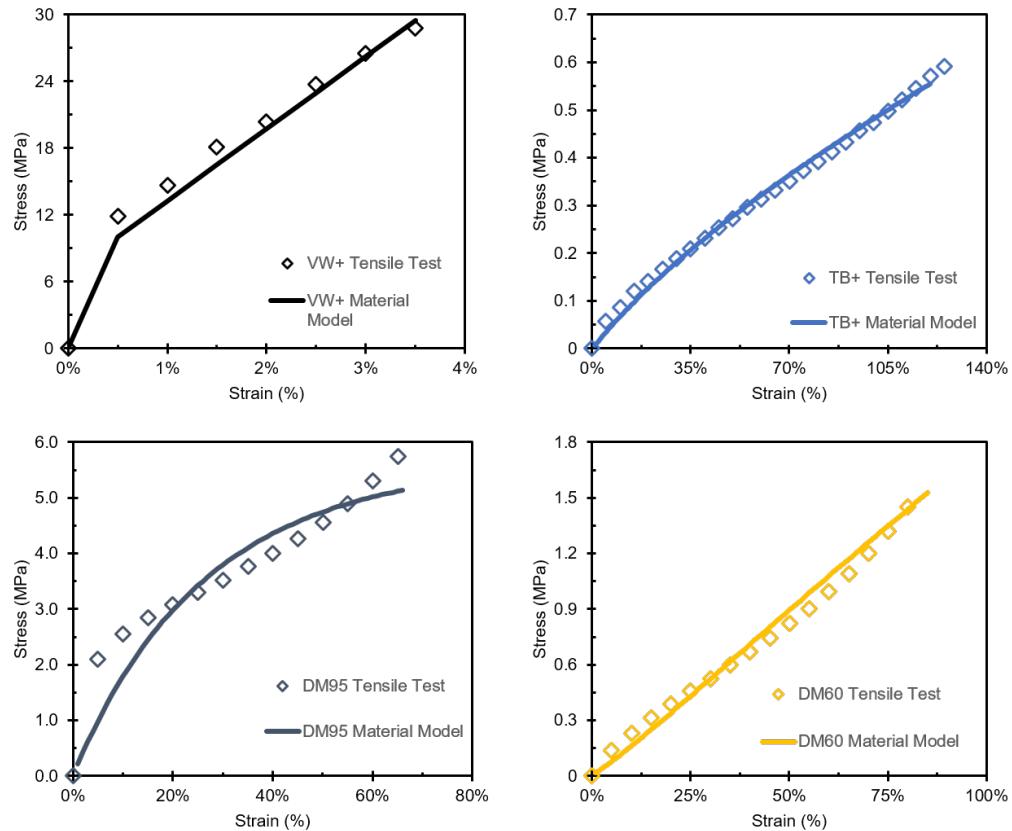 30
24
18
12
6
0
Stress (MPa)
VW+ Tensile Test
VW+ Material
Model
0%
1%
2%
3%
4%
Strain (%)
0.7
0.6
0.5
0.4
0.3
0.2
0.1
0
Stress (MPa)
TB+ Tensile Test
TB+ Material Model
0%
35%
70%
105%
140%
Strain (%)
6.0
5.0
4.0
3.0
2.0
1.0
0.0
Stress (MPa)
DM95 Tensile Test
DM95 Material Model
0%
20%
40%
60%
80%
Strain (%)
1.8
1.5
1.2
0.9
0.6
0.3
0
Stress (MPa)
DM60 Tensile Test
DM60 Material Model
0%
25%
50%
75%
100%
Strain (%)